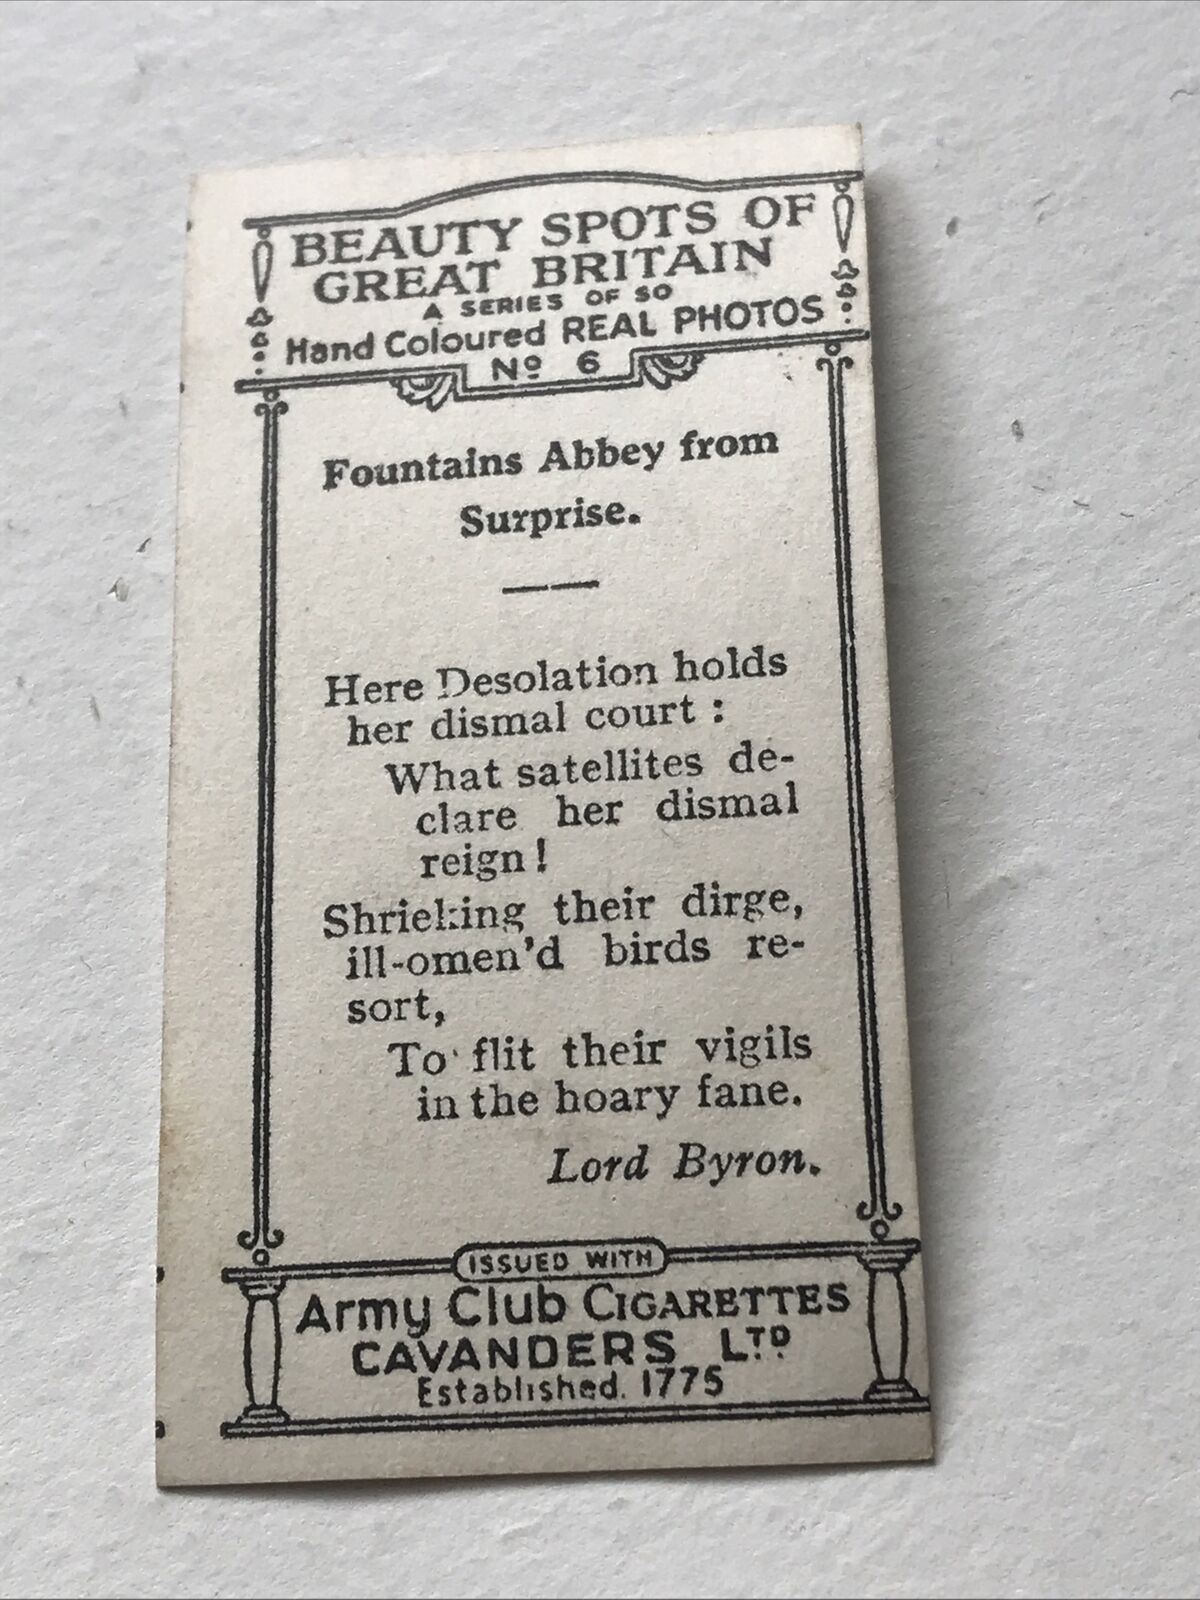 BEAUTY SPOTS OF
GREAT BRITAIN
A SERIES OF 50
Hand Coloured REAL PHOTOS
Nº 6
Fountains Abbey from
Surprise.
Here Desolation holds
her dismal court :
What satellites de-
clare her dismal
reign!
Shrieking their dirge,
ill-omen'd birds re-
sort,
To flit their vigils
in the hoary fane.
Lord Byron.
ISSUED WITH
Army Club CIGARETTES
CAVANDERS LTD
Established. 1775